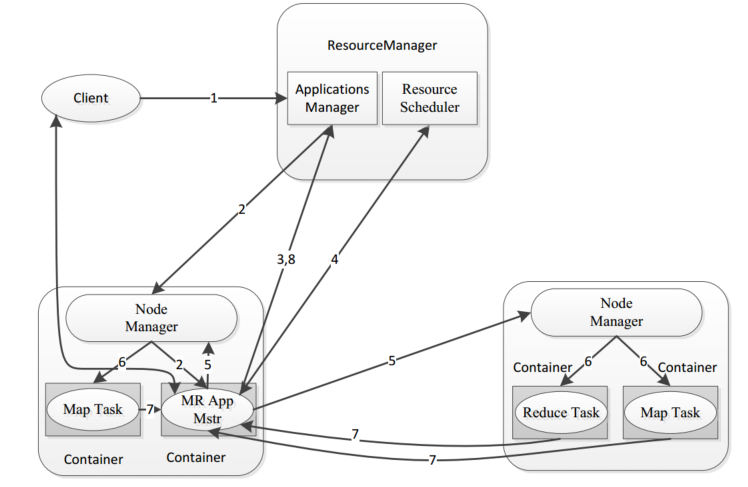 ResourceManager
Applications
Manager
Resource
Scheduler
Client
1
2
3,8
4
Node
Manager
6
2
5
Map Task
7
MR App
Mstr
Container
Container
5
Node
Manager
Container
6
6
Container
Reduce Task
Map Task
7
7